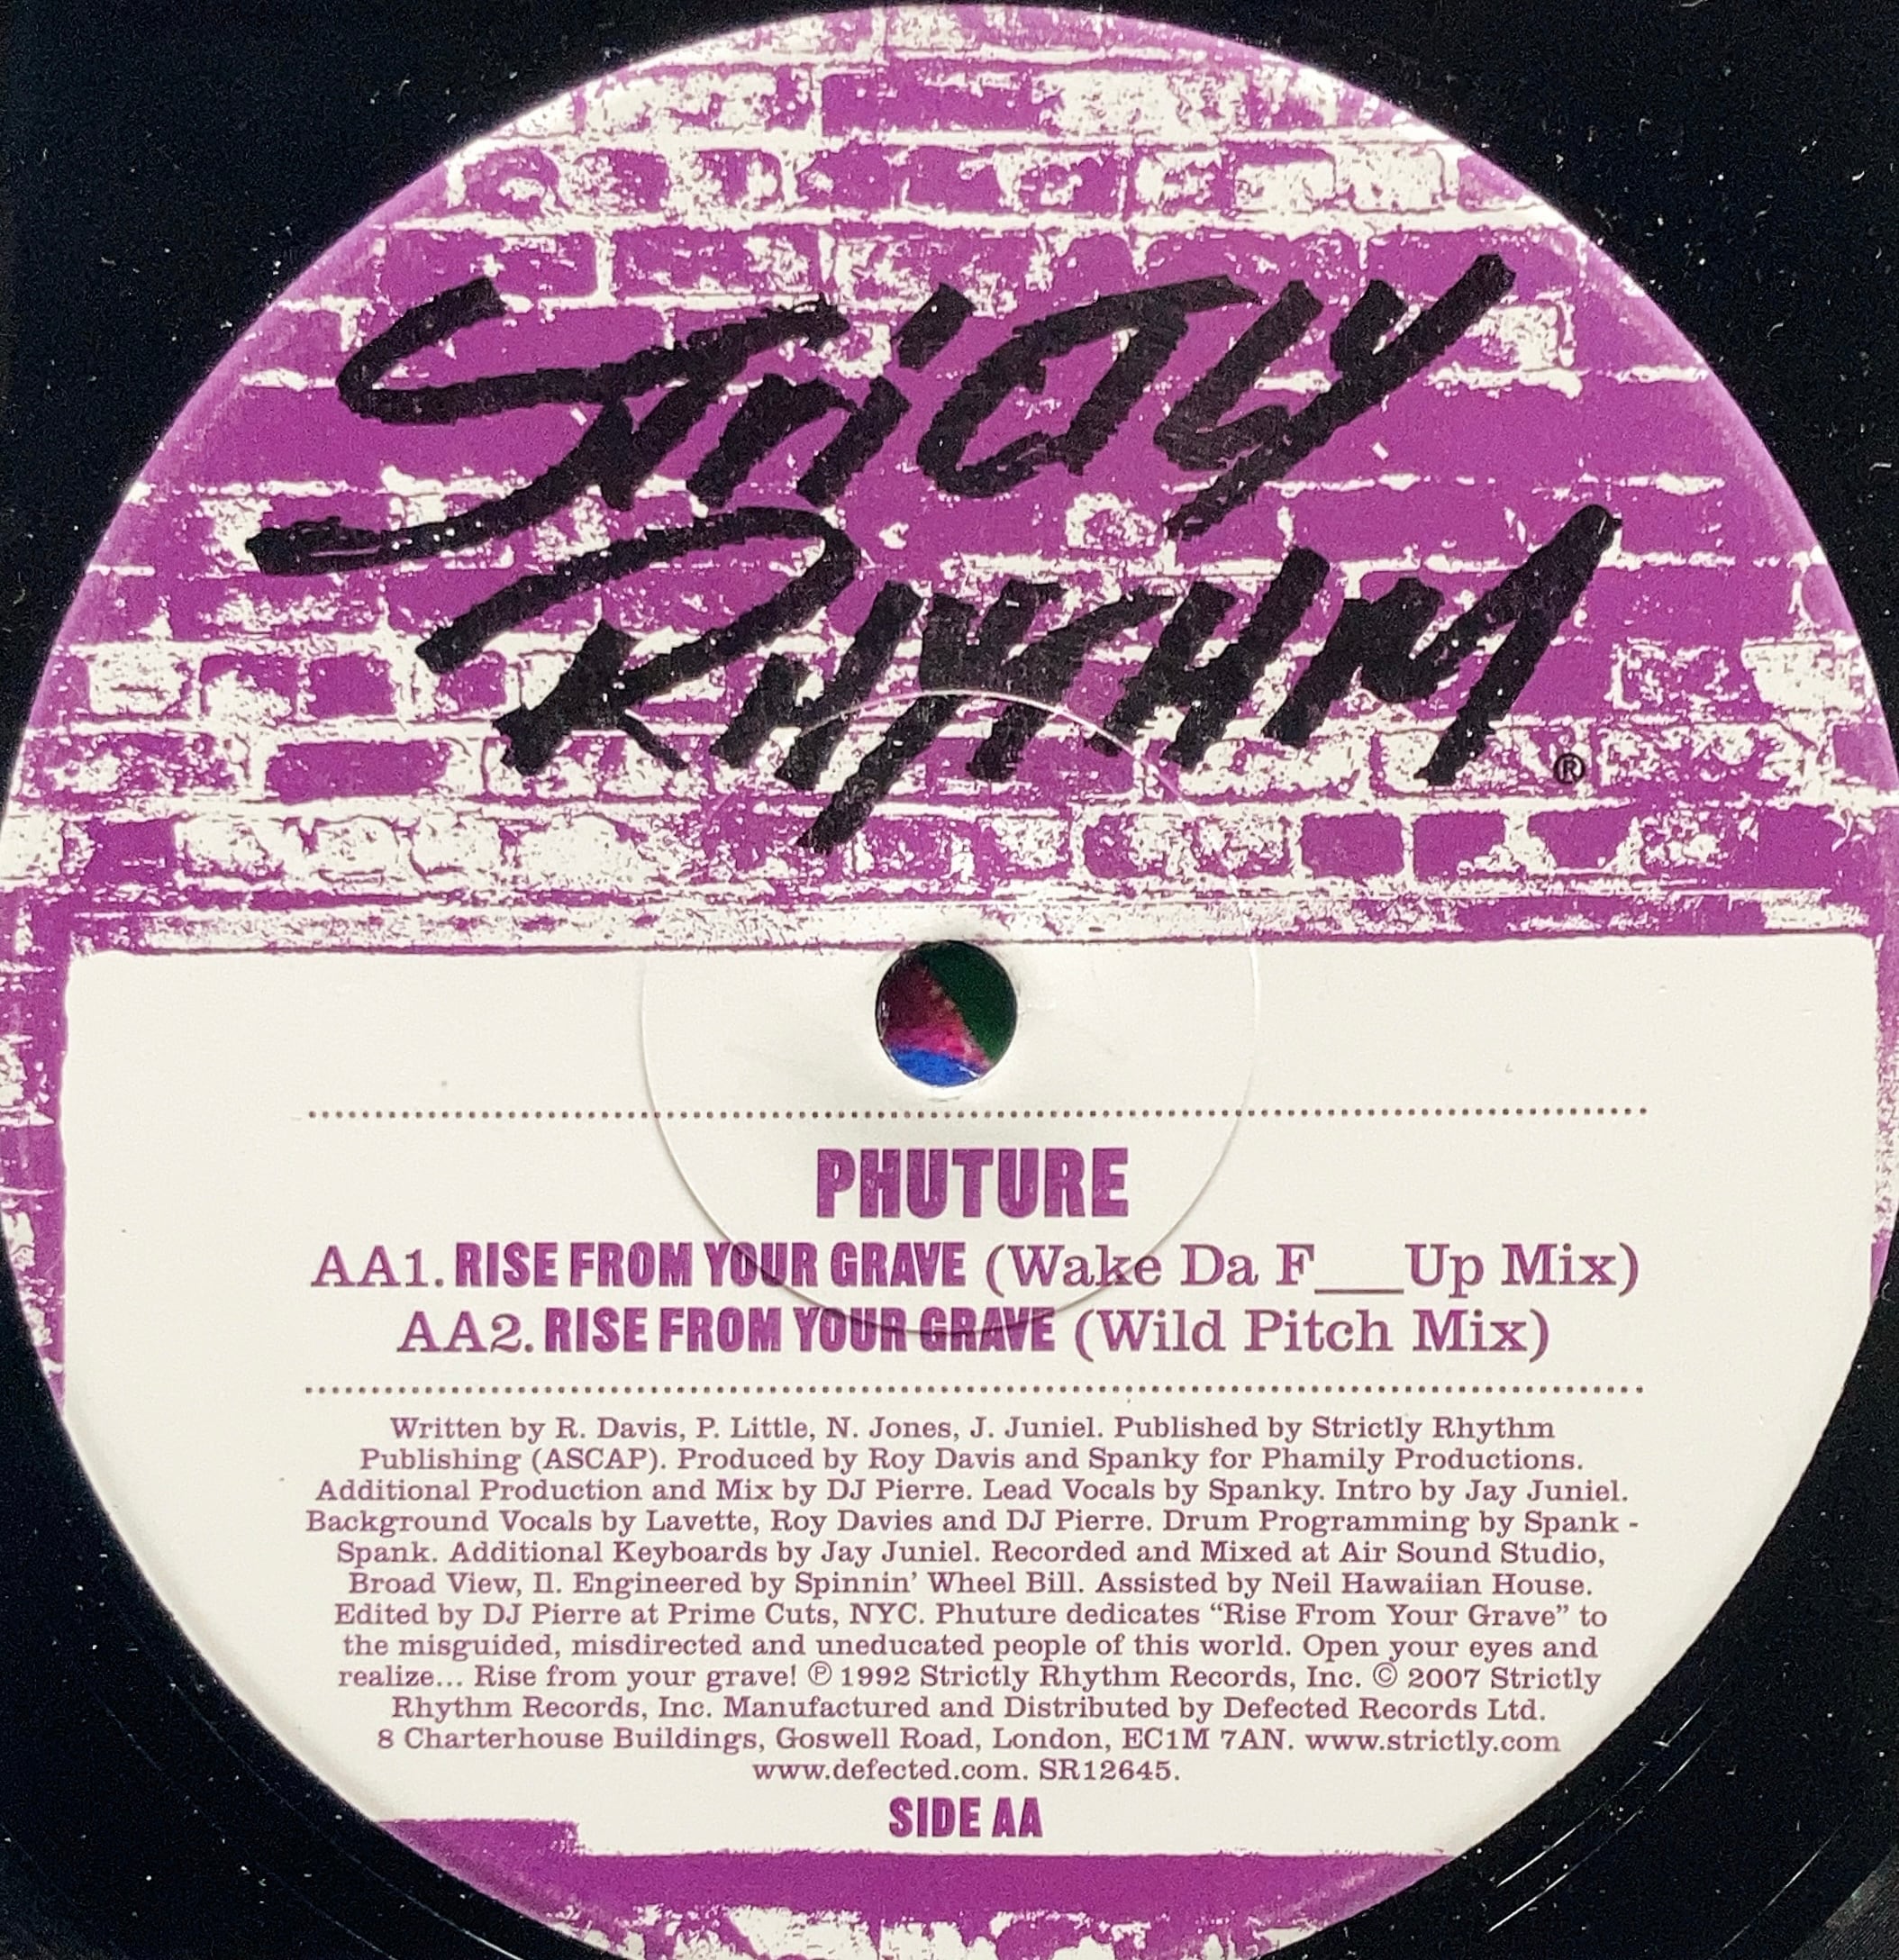 Strictly
Rhythm
®
PHUTURE
AA1. RISE FROM YOUR GRAVE (Wake Da F___Up Mix)
AA2. RISE FROM YOUR GRAVE (Wild Pitch Mix)
Written by R. Davis, P. Little, N. Jones, J. Juniel. Published by Strictly Rhythm
Publishing (ASCAP). Produced by Roy Davis and Spanky for Phamily Productions.
Additional Production and Mix by DJ Pierre. Lead Vocals by Spanky. Intro by Jay Juniel.
Background Vocals by Lavette, Roy Davies and DJ Pierre. Drum Programming by Spank -
Spank. Additional Keyboards by Jay Juniel. Recorded and Mixed at Air Sound Studio,
Broad View, Il. Engineered by Spinnin’ Wheel Bill. Assisted by Neil Hawaiian House.
Edited by DJ Pierre at Prime Cuts, NYC. Phuture dedicates “Rise From Your Grave” to
the misguided, misdirected and uneducated people of this world. Open your eyes and
realize... Rise from your grave! ℗ 1992 Strictly Rhythm Records, Inc. © 2007 Strictly
Rhythm Records, Inc. Manufactured and Distributed by Defected Records Ltd.
8 Charterhouse Buildings, Goswell Road, London, EC1M 7AN. www.strictly.com
www.defected.com. SR12645.
SIDE AA